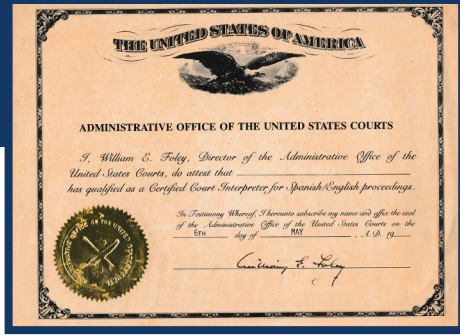 THE UNITED STATES OF AMERICA
ADMINISTRATIVE OFFICE OF THE UNITED STATES COURTS
I, William E. Foley, Director of the Administrative Office of the
United States Courts, do attest that
has qualified as a Certified Court Interpreter for Spanish/English proceedings.
In Testimony Whereof, I hereunto subscribe my name and affix the seal
of the Administrative Office of the United States Courts on the
6TH day of MAY , A.D. 19
William E. Foley